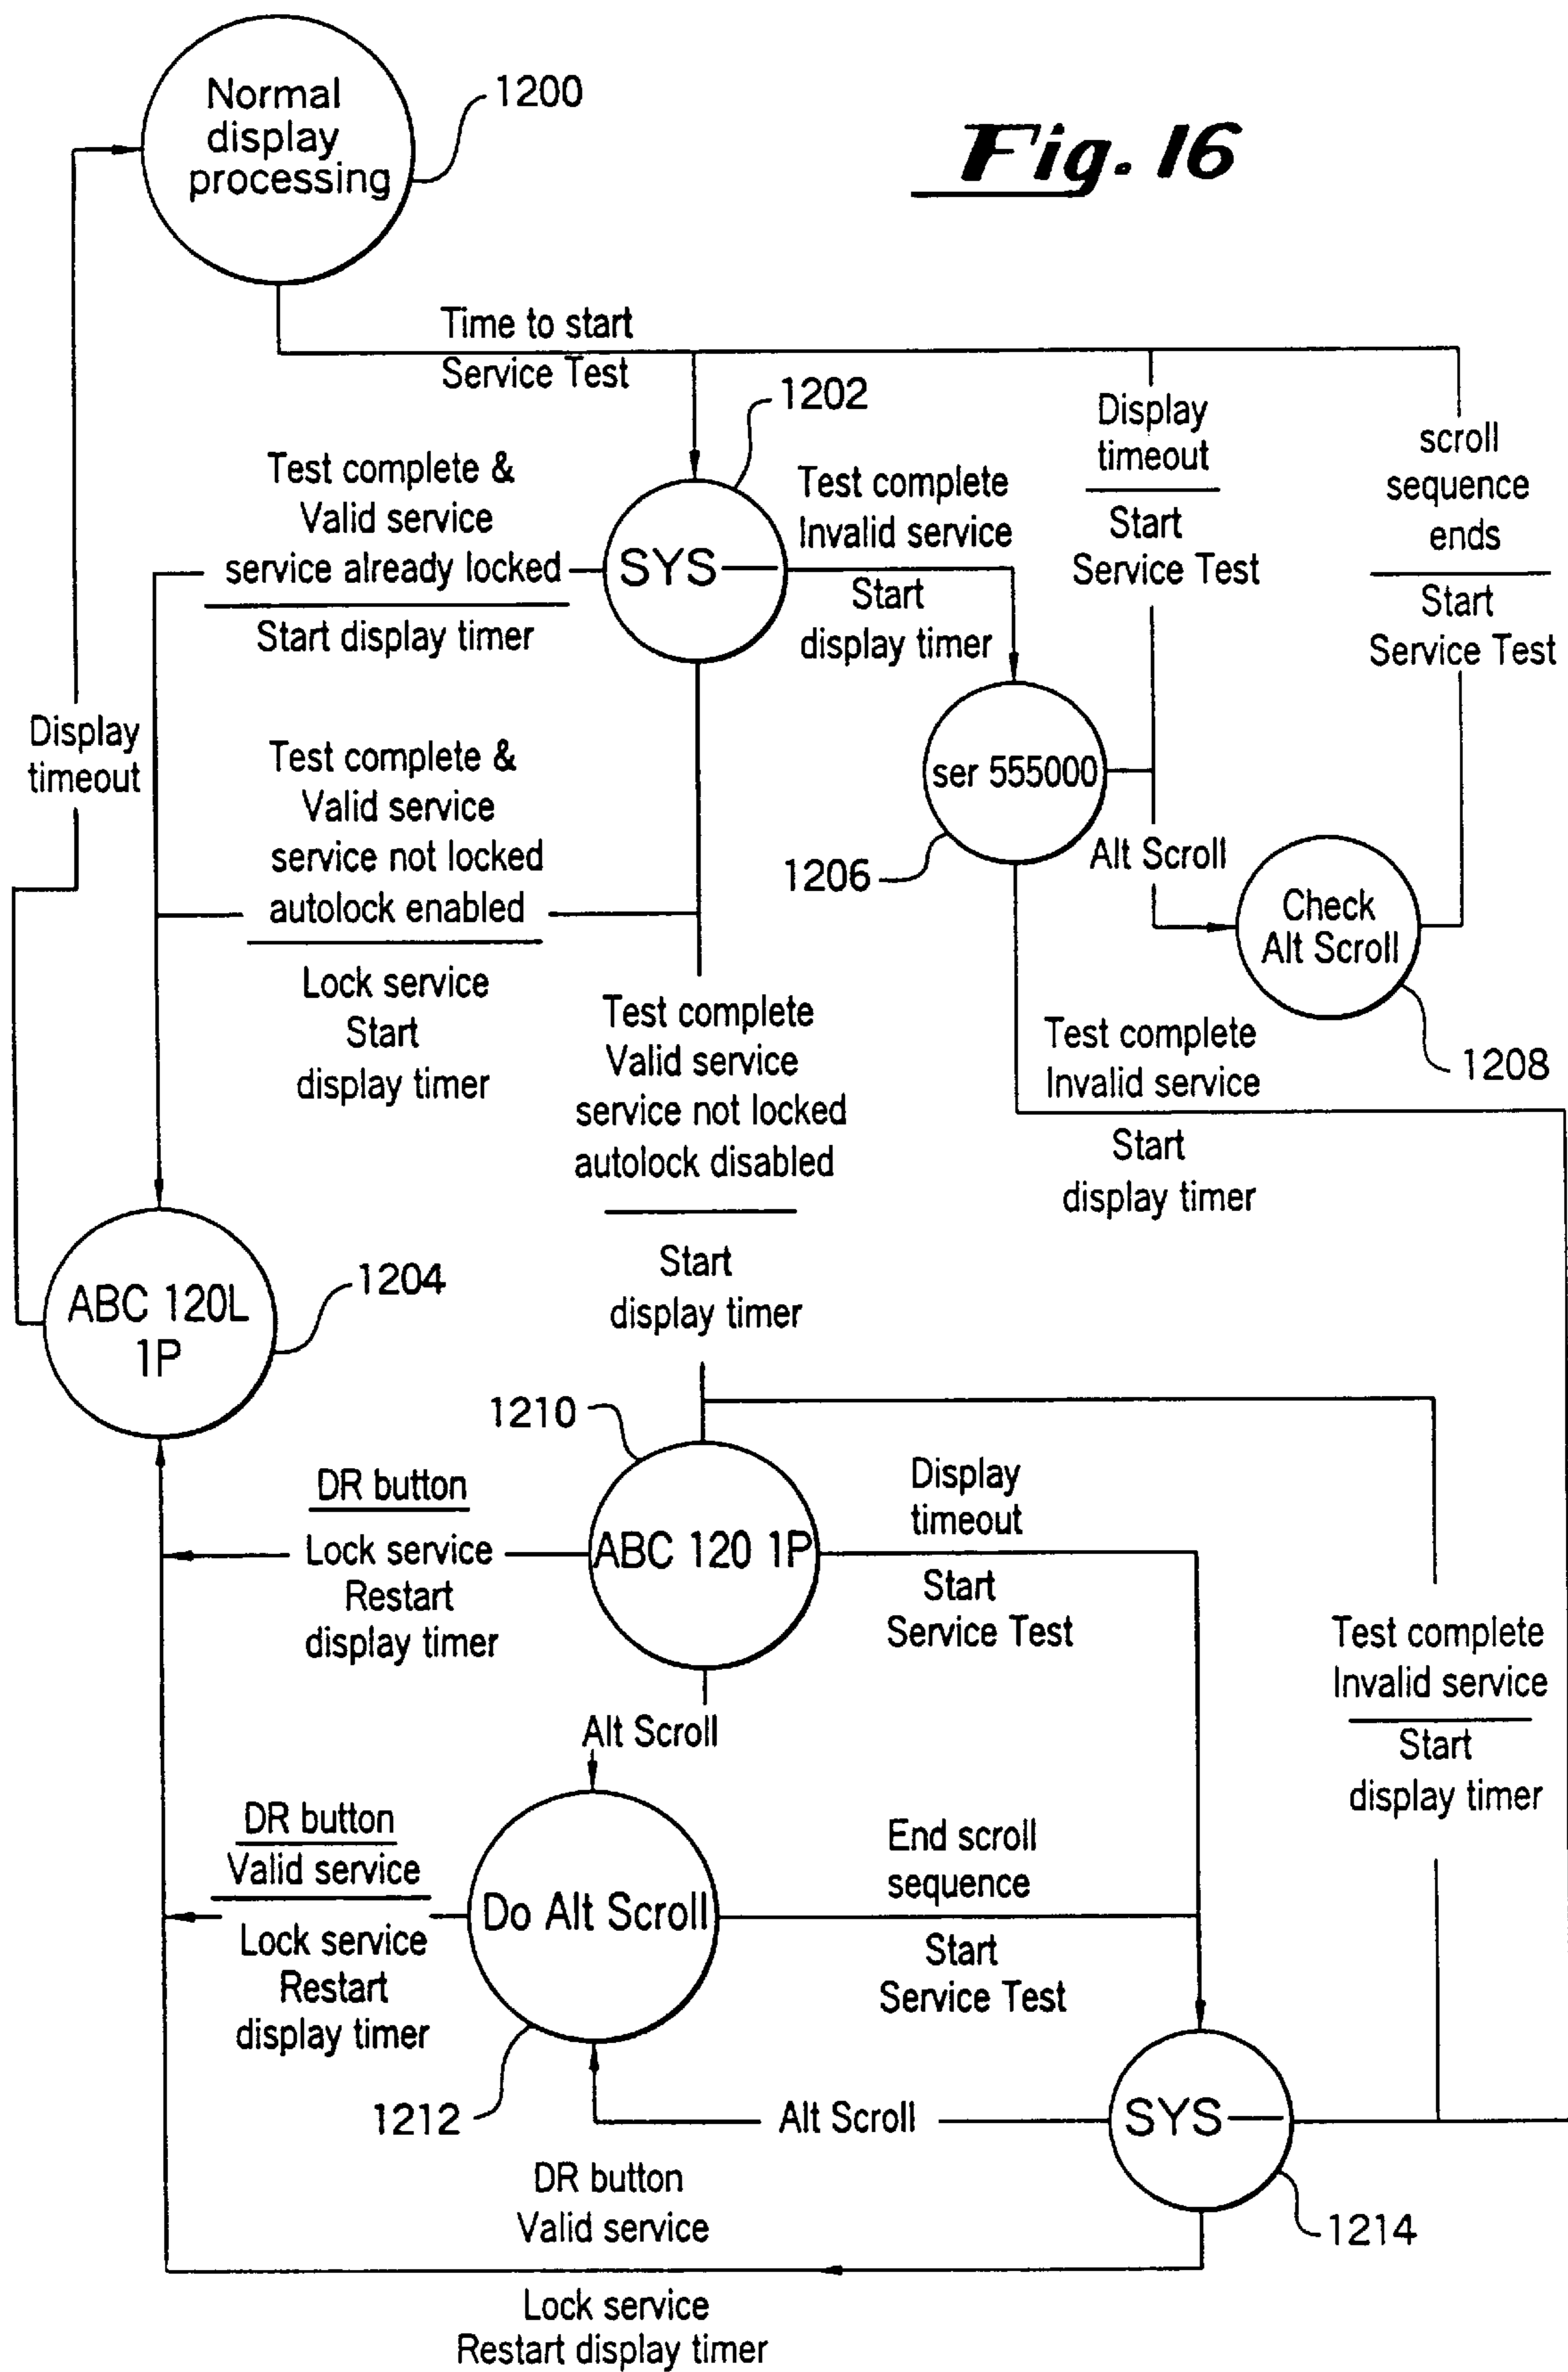 Normal
display
processing
1200
Fig. 16
Time to start
Service Test
1202
SYS—
Test complete &
Valid service
service already locked
Start display timer
Test complete
Invalid service
Start
display timer
Display
timeout
Start
Service Test
scroll
sequence
ends
Start
Service Test
Display
timeout
Test complete &
Valid service
service not locked
autolock enabled
Lock service
Start
display timer
ser 555000
1206
Alt Scroll
Check
Alt Scroll
1208
Test complete
Valid service
service not locked
autolock disabled
Start
display timer
Test complete
Invalid service
Start
display timer
ABC 120L
1P
1204
1210
ABC 120 1P
DR button
Lock service
Restart
display timer
Display
timeout
Start
Service Test
Test complete
Invalid service
Start
display timer
Alt Scroll
DR button
Valid service
Lock service
Restart
display timer
Do Alt Scroll
1212
End scroll
sequence
Start
Service Test
Alt Scroll
SYS—
1214
DR button
Valid service
Lock service
Restart display timer